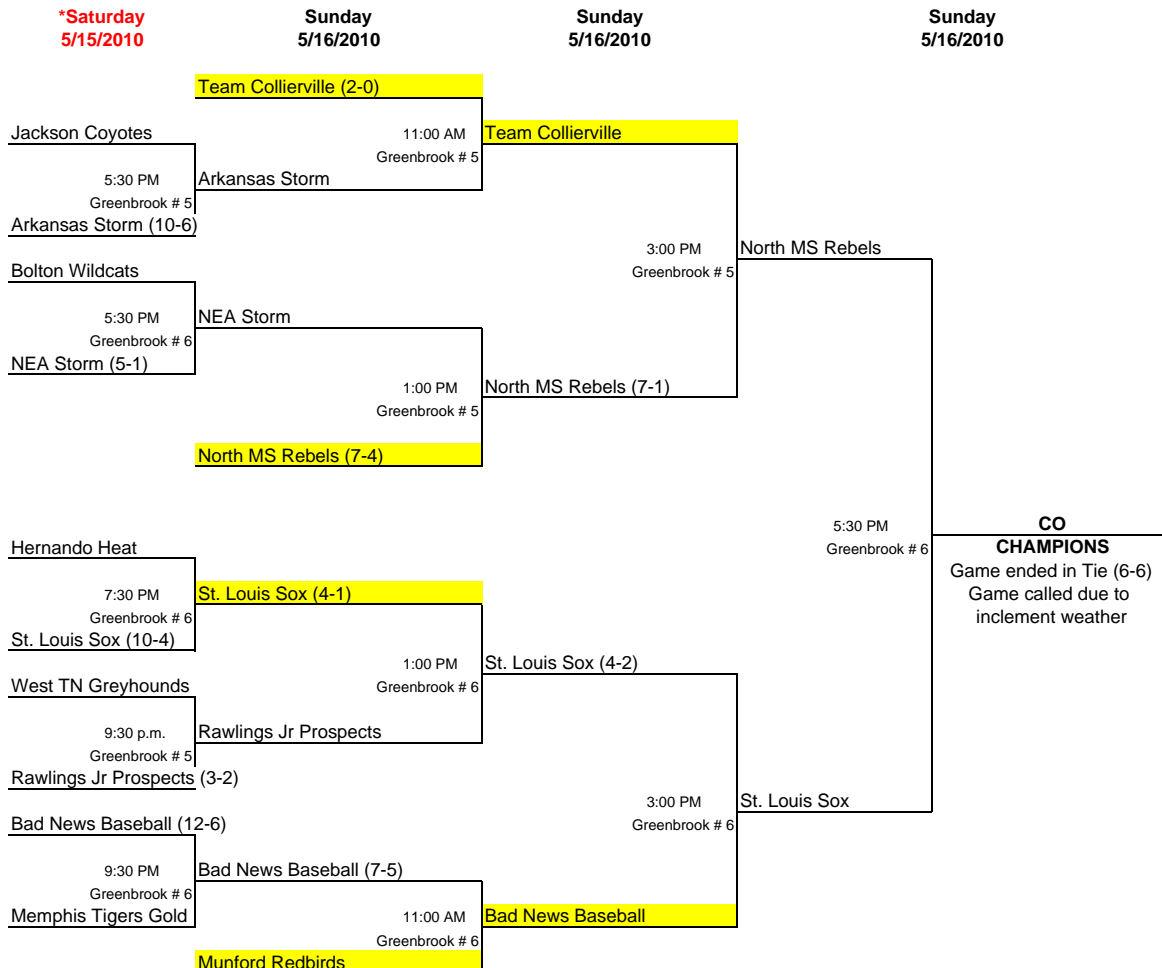 *Saturday
5/15/2010
Sunday
5/16/2010
Sunday
5/16/2010
Sunday
5/16/2010
Team Collierville (2-0)
Jackson Coyotes
11:00 AM
Team Collierville
Greenbrook # 5
5:30 PM
Arkansas Storm
Greenbrook # 5
Arkansas Storm (10-6)
3:00 PM
North MS Rebels
Greenbrook # 5
Bolton Wildcats
5:30 PM
NEA Storm
Greenbrook # 6
NEA Storm (5-1)
1:00 PM
North MS Rebels (7-1)
Greenbrook # 5
North MS Rebels (7-4)
5:30 PM
Greenbrook # 6
CO
CHAMPIONS
Game ended in Tie (6-6)
Game called due to
inclement weather
Hernando Heat
7:30 PM
St. Louis Sox (4-1)
Greenbrook # 6
St. Louis Sox (10-4)
1:00 PM
St. Louis Sox (4-2)
Greenbrook # 6
West TN Greyhounds
9:30 p.m.
Rawlings Jr Prospects
Greenbrook # 5
Rawlings Jr Prospects (3-2)
3:00 PM
St. Louis Sox
Greenbrook # 6
Bad News Baseball (12-6)
9:30 PM
Bad News Baseball (7-5)
Greenbrook # 6
Memphis Tigers Gold
11:00 AM
Bad News Baseball
Greenbrook # 6
Munford Redbirds